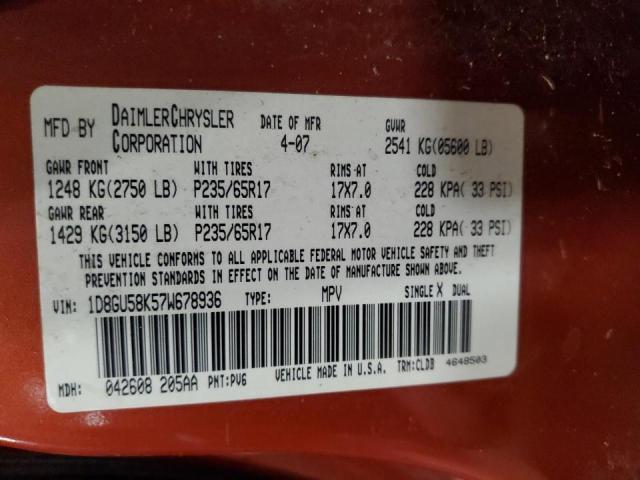 MFD BY DAIMLERCHRYSLER CORPORATION DATE OF MFR 4-07 GVWR 2541 KG(05600 LB)
GAWR FRONT WITH TIRES RIMS AT COLD
1248 KG(2750 LB) P235/65R17 17X7.0 228 KPA( 33 PSI)
GAWR REAR WITH TIRES RIMS AT COLD
1429 KG(3150 LB) P235/65R17 17X7.0 228 KPA( 33 PSI)
THIS VEHICLE CONFORMS TO ALL APPLICABLE FEDERAL MOTOR VEHICLE SAFETY AND THEFT
PREVENTION STANDARDS IN EFFECT ON THE DATE OF MANUFACTURE SHOWN ABOVE.
VIN: 1D8GU58K57W678936 TYPE: MPV SINGLE X DUAL
MDH: 042608 205AA PNT:PV6 VEHICLE MADE IN U.S.A. TRM:CLDB 4648503